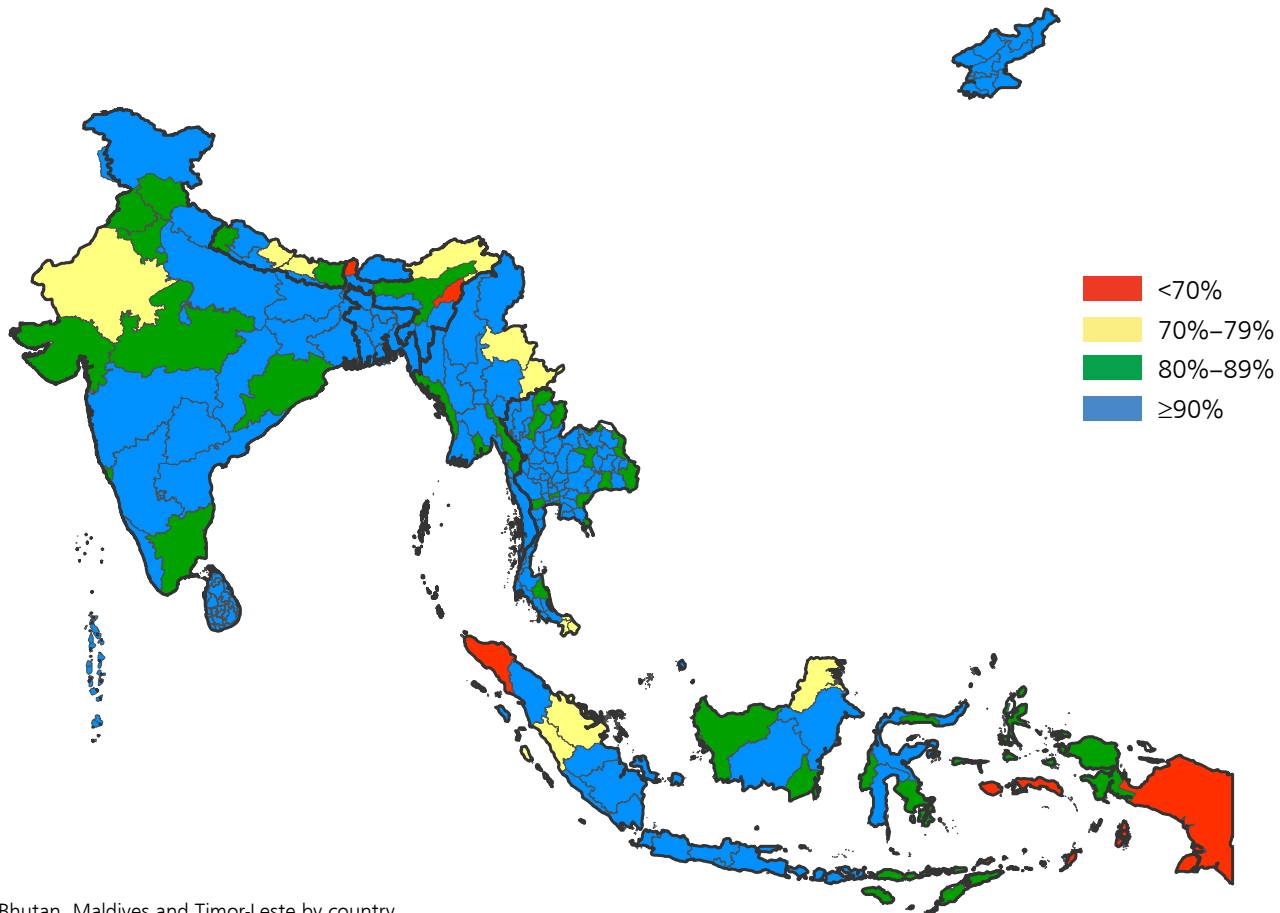 <70%
70%–79%
80%–89%
≥90%
Bhutan, Maldives and Timor-Leste by country